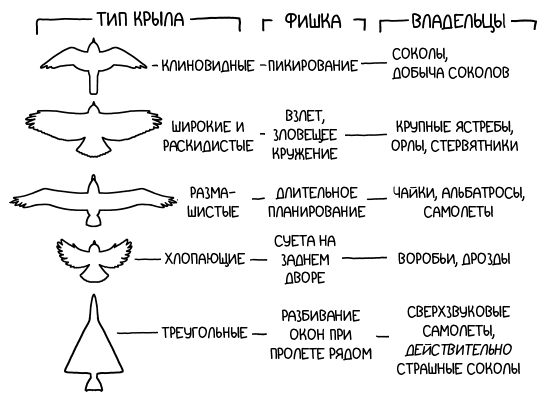 ТИП КРЫЛА ФИШКА ВЛАДЕЛЬЦЫ
КЛИНОВИДНЫЕ ПИКИРОВАНИЕ СОКОЛЫ,
ДОБЫЧА СОКОЛОВ
ШИРОКИЕ И
РАСКИДИСТЫЕ
ВЗЛЕТ,
ЗЛОВЕЩЕЕ
КРУЖЕНИЕ
КРУПНЫЕ ЯСТРЕБЫ,
ОРЛЫ, СТЕРВЯТНИКИ
РАЗМА-
ШИСТЫЕ
ДЛИТЕЛЬНОЕ
ПЛАНИРОВАНИЕ
ЧАЙКИ, АЛЬБАТРОСЫ,
САМОЛЕТЫ
ХЛОПАЮЩИЕ
СУЕТА НА
ЗАДНЕМ
ДВОРЕ
ВОРОБЬИ, ДРОЗДЫ
ТРЕУГОЛЬНЫЕ
РАЗБИВАНИЕ
ОКОН ПРИ
ПРОЛЕТЕ РЯДОМ
СВЕРХЗВУКОВЫЕ
САМОЛЕТЫ,
ДЕЙСТВИТЕЛЬНО
СТРАШНЫЕ СОКОЛЫ